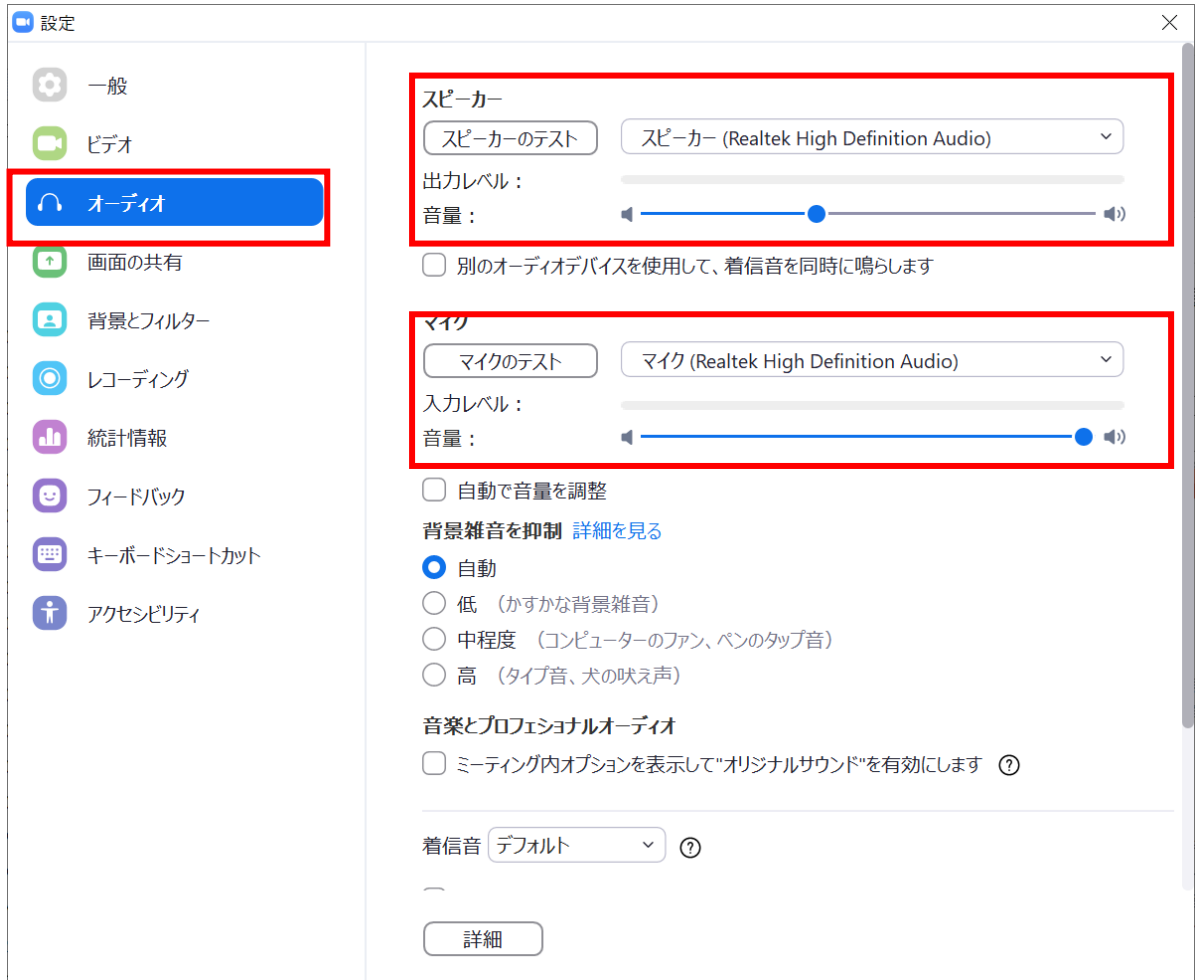 設定
一般
ビデオ
オーディオ
画面の共有
背景とフィルター
レコーディング
統計情報
フィードバック
キーボードショートカット
アクセシビリティ
スピーカー
スピーカーのテスト スピーカー (Realtek High Definition Audio)
出力レベル：
音量：
別のオーディオデバイスを使用して、着信音を同時に鳴らします
マイク
マイクのテスト マイク (Realtek High Definition Audio)
入力レベル：
音量：
自動で音量を調整
背景雑音を抑制 詳細を見る
自動
低 （かすかな背景雑音）
中程度 （コンピューターのファン、ペンのタップ音）
高 （タイプ音、犬の吠え声）
音楽とプロフェショナルオーディオ
ミーティング内オプションを表示して"オリジナルサウンド"を有効にします
着信音 デフォルト
詳細